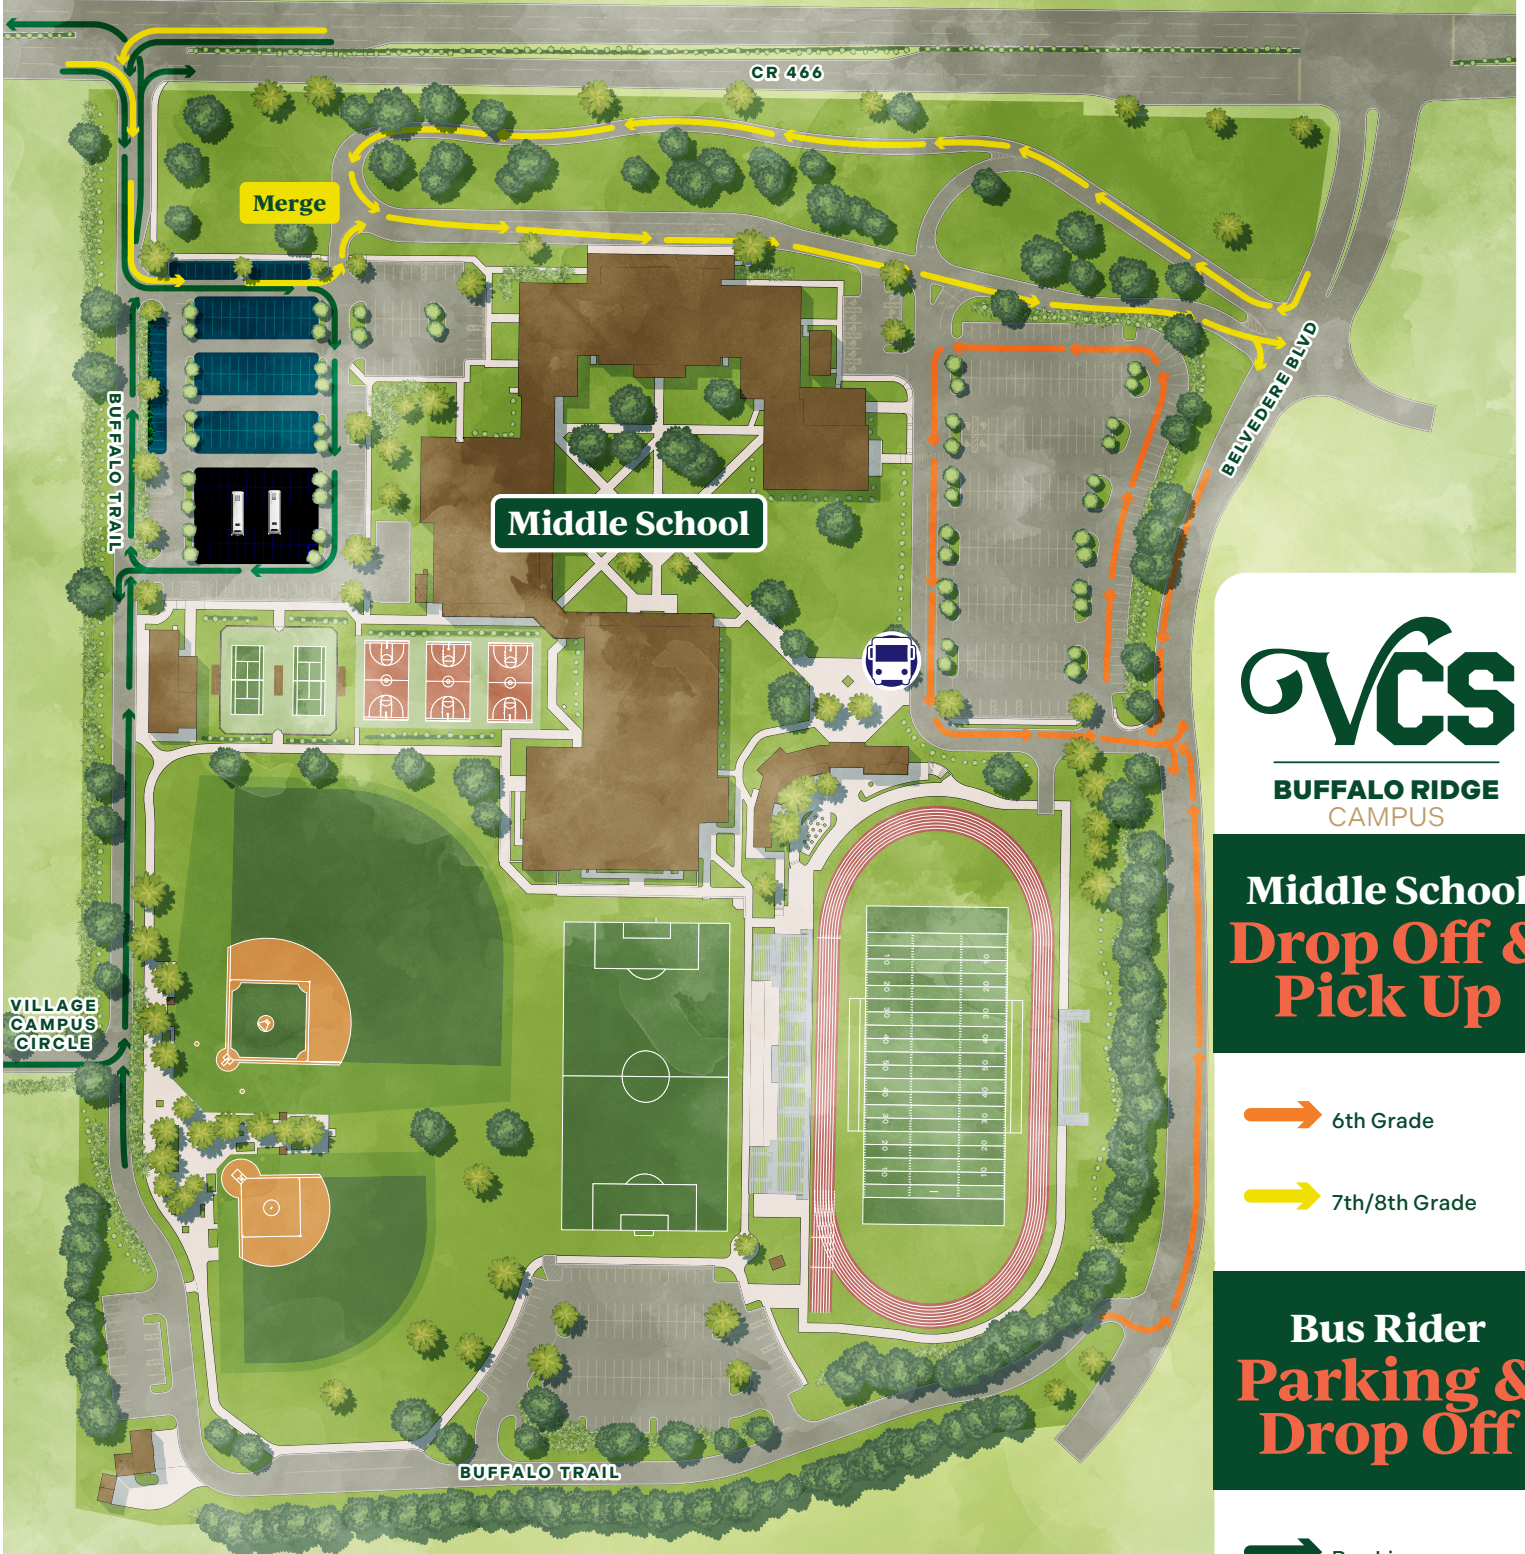 CR 466
Merge
BUFFALO TRAIL
BELVEDERE BLVD
Middle School
VILLAGE
CAMPUS
CIRCLE
BUFFALO TRAIL
VCS
BUFFALO RIDGE
CAMPUS
Middle School
Drop Off &
Pick Up
6th Grade
7th/8th Grade
Bus Rider
Parking &
Drop Off